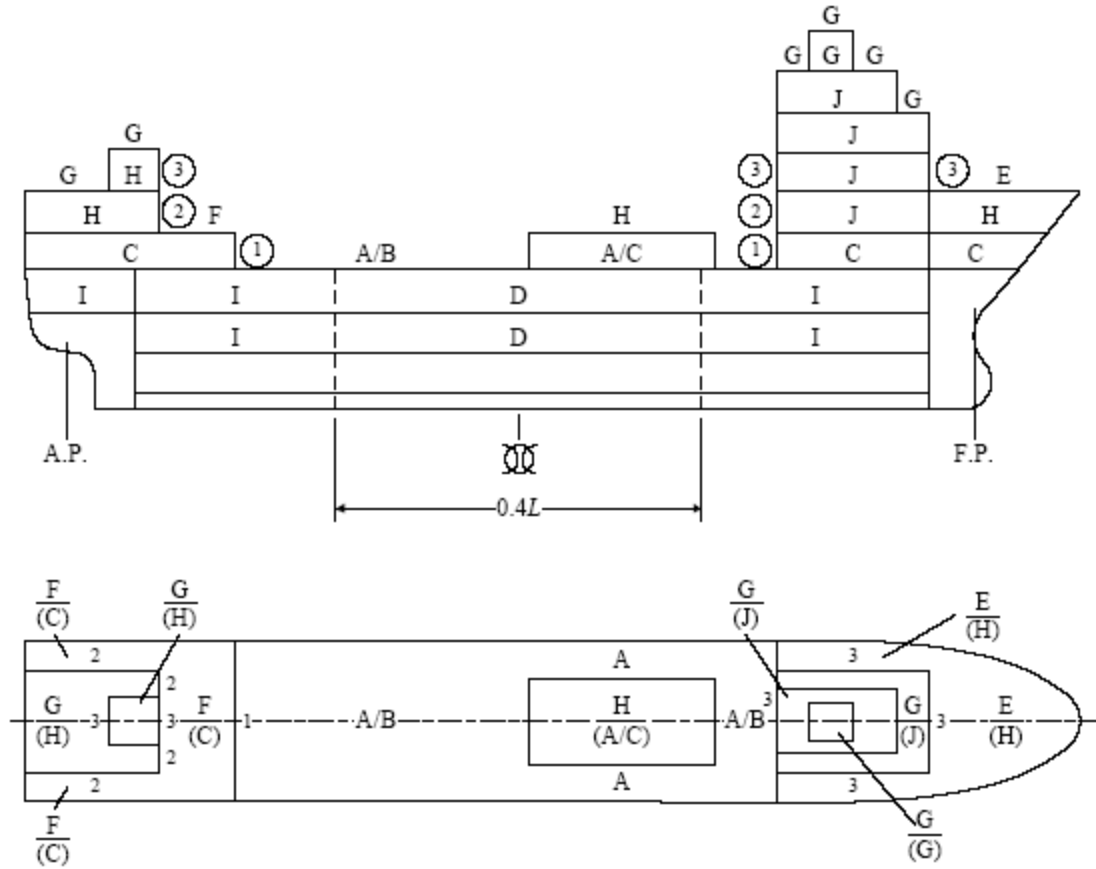 G
G G G
J G
G J
G H ③ ③ J ③ E
H ② F H ② J H
C ① A/B A/C ① C C
I I D I
I D I
A.P. F.P.
0.4L
F G G E
(C) (H) (J) (H)
2 A 3
2
G F H 3 G E
3 3 1 A/B A/B 3
(H) (C) (A/C) (J) (H)
2
2 A 3
F G
(C) (G)